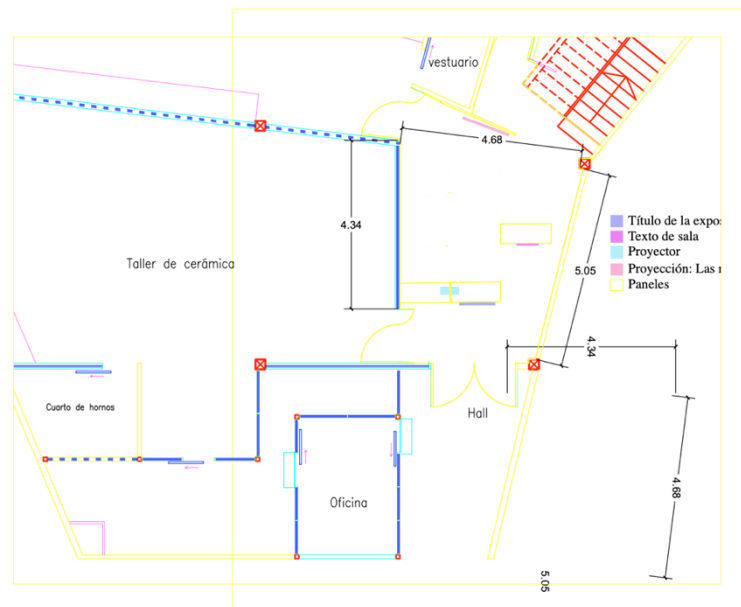 vestuario
4.68
4.34
Título de la expo
Texto de sala
Taller de cerámica
Proyector
5.05
Proyección: Las
Paneles
4.34
Cuarto de hornos
Hall
4.68
Oficina
5.05